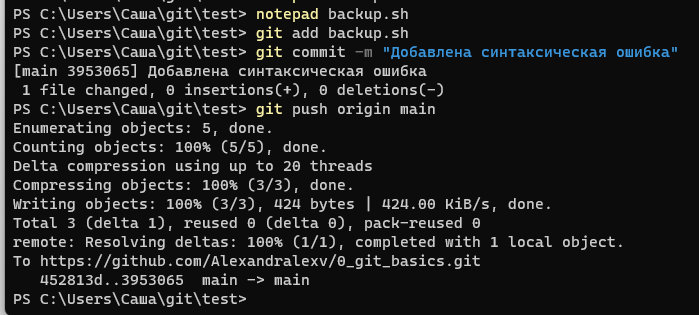 PS C:\Users\Саша\git\test> notepad backup.sh
PS C:\Users\Саша\git\test> git add backup.sh
PS C:\Users\Саша\git\test> git commit -m "Добавлена синтаксическая ошибка"
[main 3953065] Добавлена синтаксическая ошибка
 1 file changed, 0 insertions(+), 0 deletions(-)
PS C:\Users\Саша\git\test> git push origin main
Enumerating objects: 5, done.
Counting objects: 100% (5/5), done.
Delta compression using up to 20 threads
Compressing objects: 100% (3/3), done.
Writing objects: 100% (3/3), 424 bytes | 424.00 KiB/s, done.
Total 3 (delta 1), reused 0 (delta 0), pack-reused 0
remote: Resolving deltas: 100% (1/1), completed with 1 local object.
To https://github.com/Alexandralexv/0_git_basics.git
   452813d..3953065  main -> main
PS C:\Users\Саша\git\test>